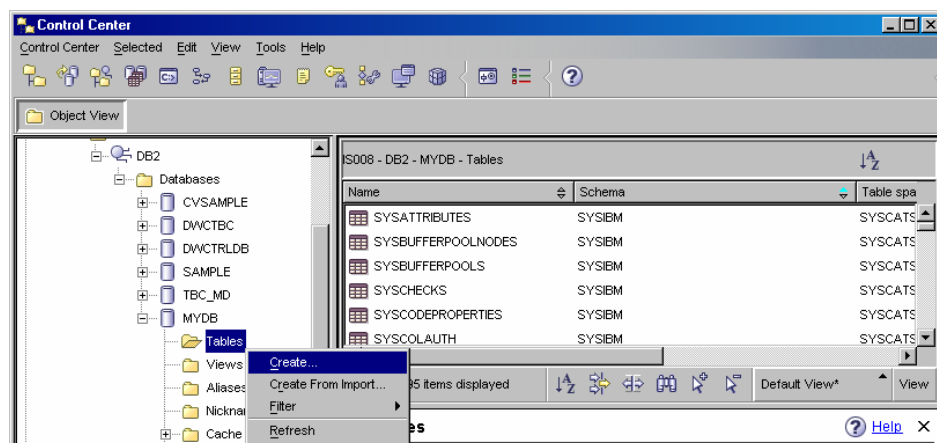 Control Center
Control Center Selected Edit View Tools Help
Object View
DB2
Databases
CVSAMPLE
DWCTBC
DWCTRLDB
SAMPLE
TBC_MD
MYDB
Tables
Views
Aliases
Cache
Create...
Create From Import...
Filter
Refresh
IS008 - DB2 - MYDB - Tables
Name Schema Table spa
SYSATTRIBUTES SYSIBM SYSCATS
SYSBUFFERPOOLNODES SYSIBM SYSCATS
SYSBUFFERPOOLS SYSIBM SYSCATS
SYSCHECKS SYSIBM SYSCATS
SYSCODEPROPERTIES SYSIBM SYSCATS
SYSCOLAUTH SYSIBM SYSCATS
items displayed Default View* View
Help